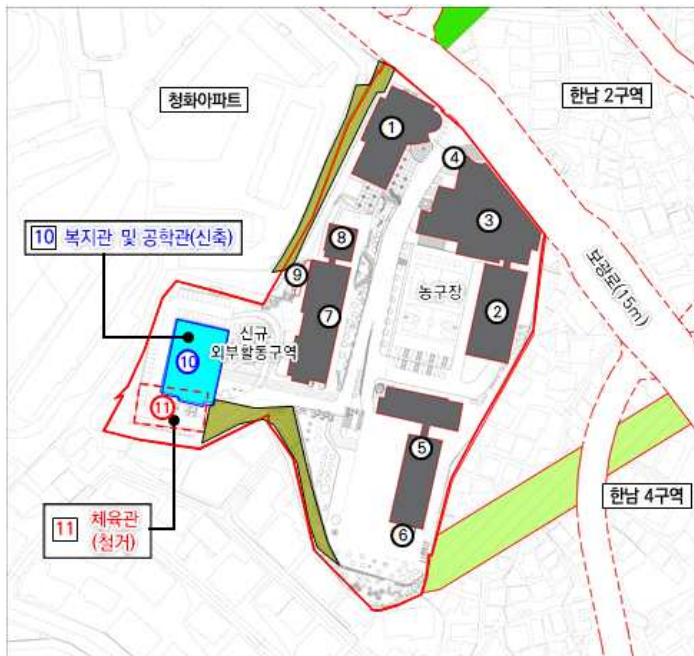 청화아파트
한남 2구역
1
4
3
10 복지관 및 공학관(신축)
8
9
농구장
보광로(15m)
7
2
신규
외부활동구역
10
11
5
한남 4구역
11 체육관
(철거)
6